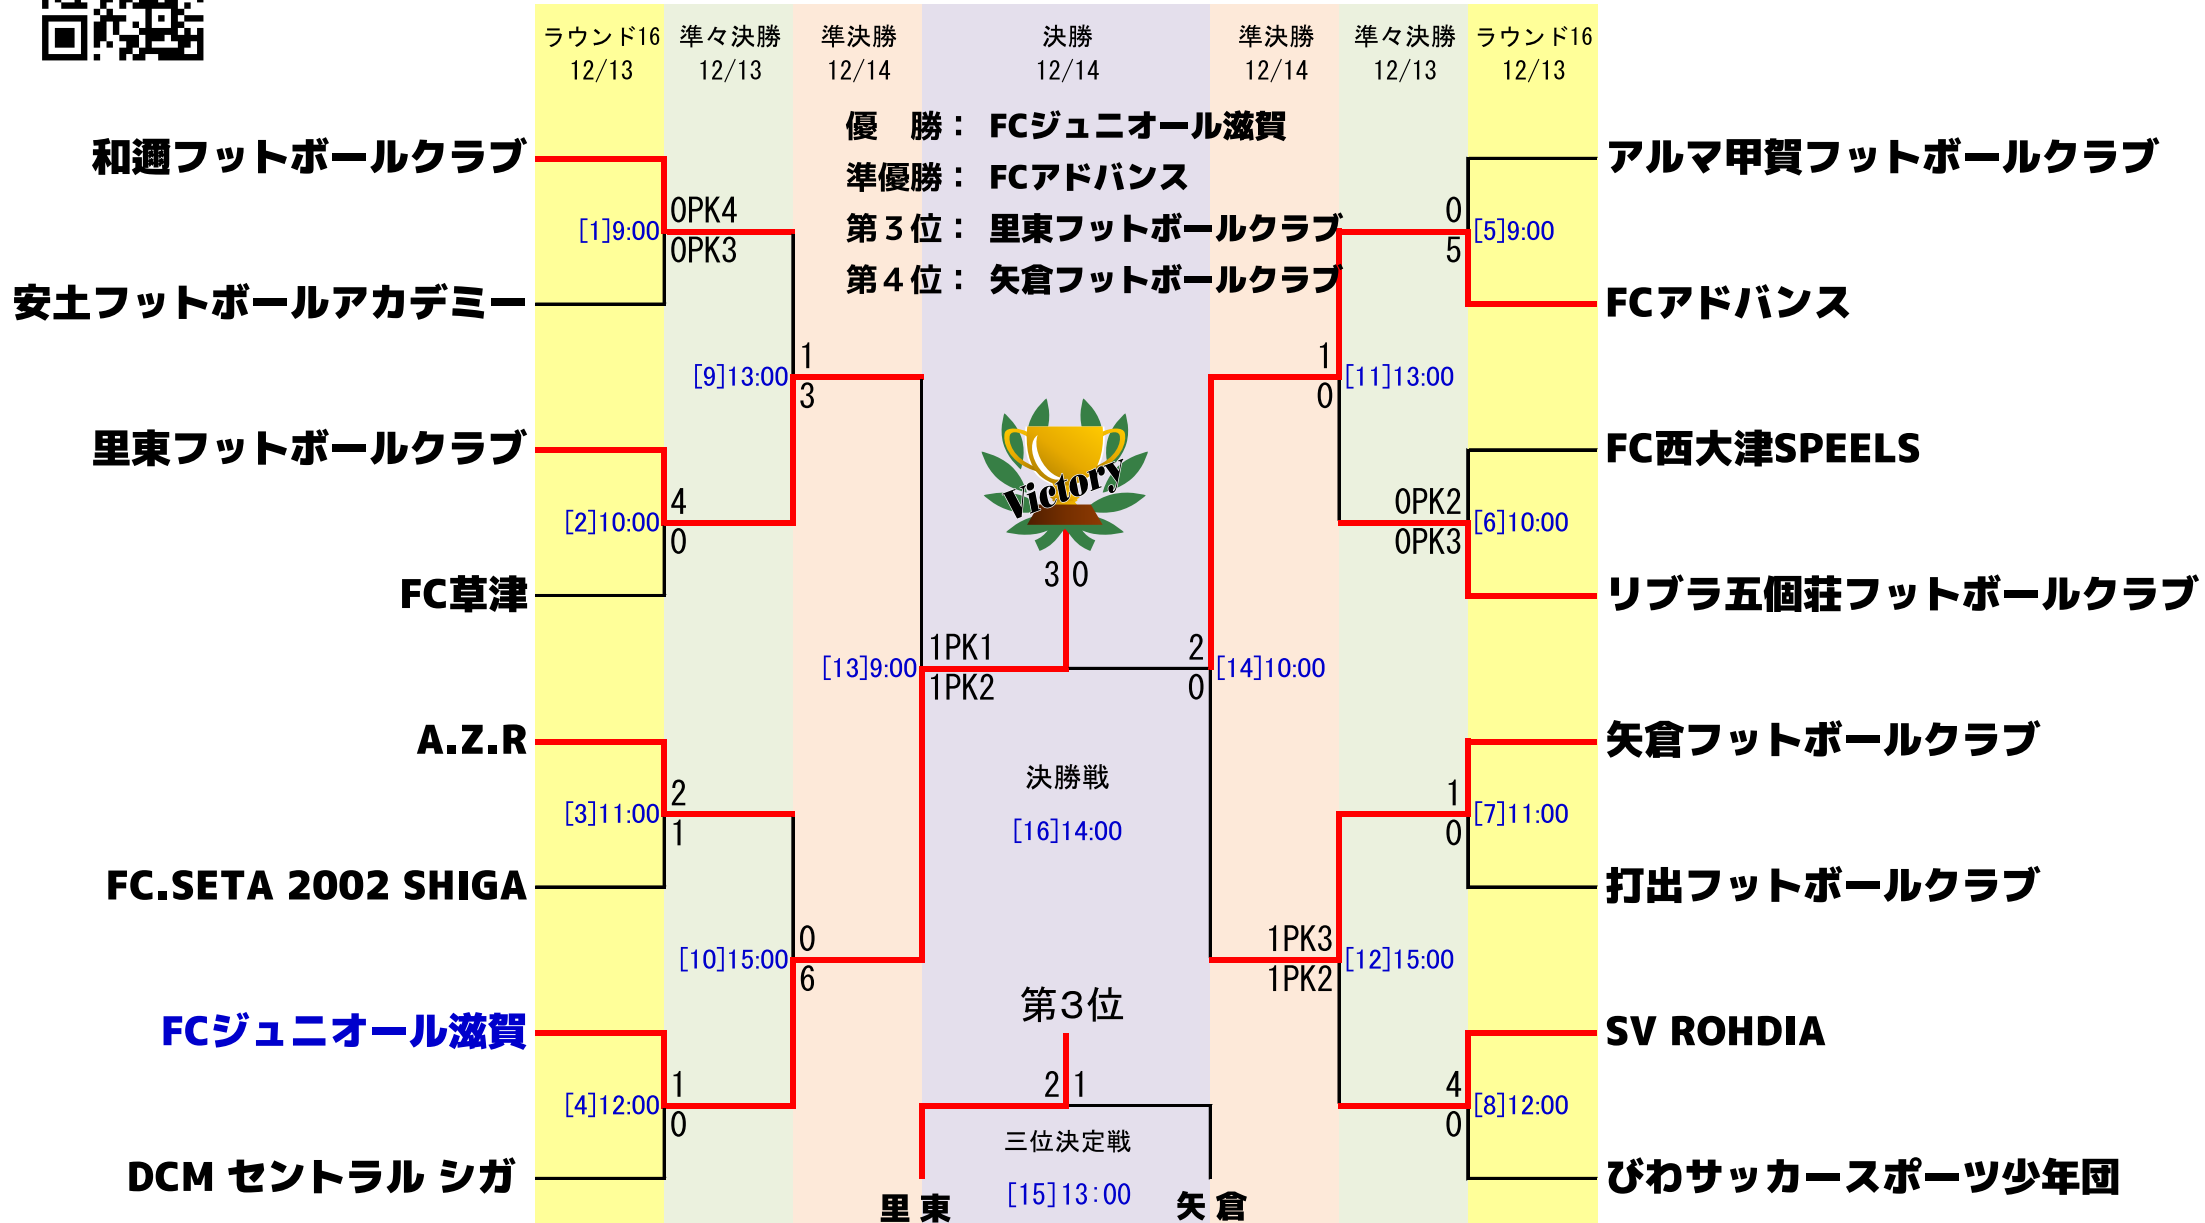 ラウンド16 準々決勝 準決勝 決勝 準決勝 準々決勝 ラウンド16
12/13 12/13 12/14 12/14 12/14 12/13 12/13
優　勝： FCジュニオール滋賀
準優勝： FCアドバンス
第３位： 里東フットボールクラブ
第４位： 矢倉フットボールクラブ
和邇フットボールクラブ
[1]9:00
0PK4
0PK3
安土フットボールアカデミー
[9]13:00
1
3
里東フットボールクラブ
[2]10:00
4
0
FC草津
[13]9:00
1PK1
1PK2
A.Z.R
[3]11:00
2
1
FC.SETA 2002 SHIGA
[10]15:00
0
6
FCジュニオール滋賀
[4]12:00
1
0
DCM セントラル シガ
Victory
3 0
決勝戦
[16]14:00
第3位
2 1
三位決定戦
[15]13:00
里東
矢倉
アルマ甲賀フットボールクラブ
0
5
[5]9:00
FCアドバンス
1
0
[11]13:00
FC西大津SPEELS
0PK2
0PK3
[6]10:00
リブラ五個荘フットボールクラブ
2
0
[14]10:00
矢倉フットボールクラブ
1
0
[7]11:00
打出フットボールクラブ
1PK3
1PK2
[12]15:00
SV ROHDIA
4
0
[8]12:00
びわサッカースポーツ少年団